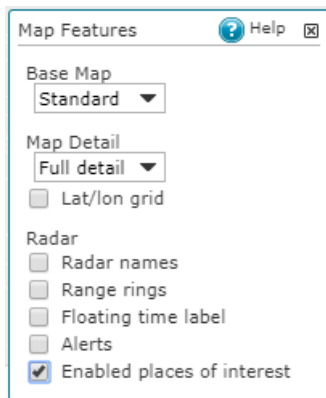 Map Features Help
Base Map
Standard
Map Detail
Full detail
Lat/lon grid
Radar
Radar names
Range rings
Floating time label
Alerts
Enabled places of interest